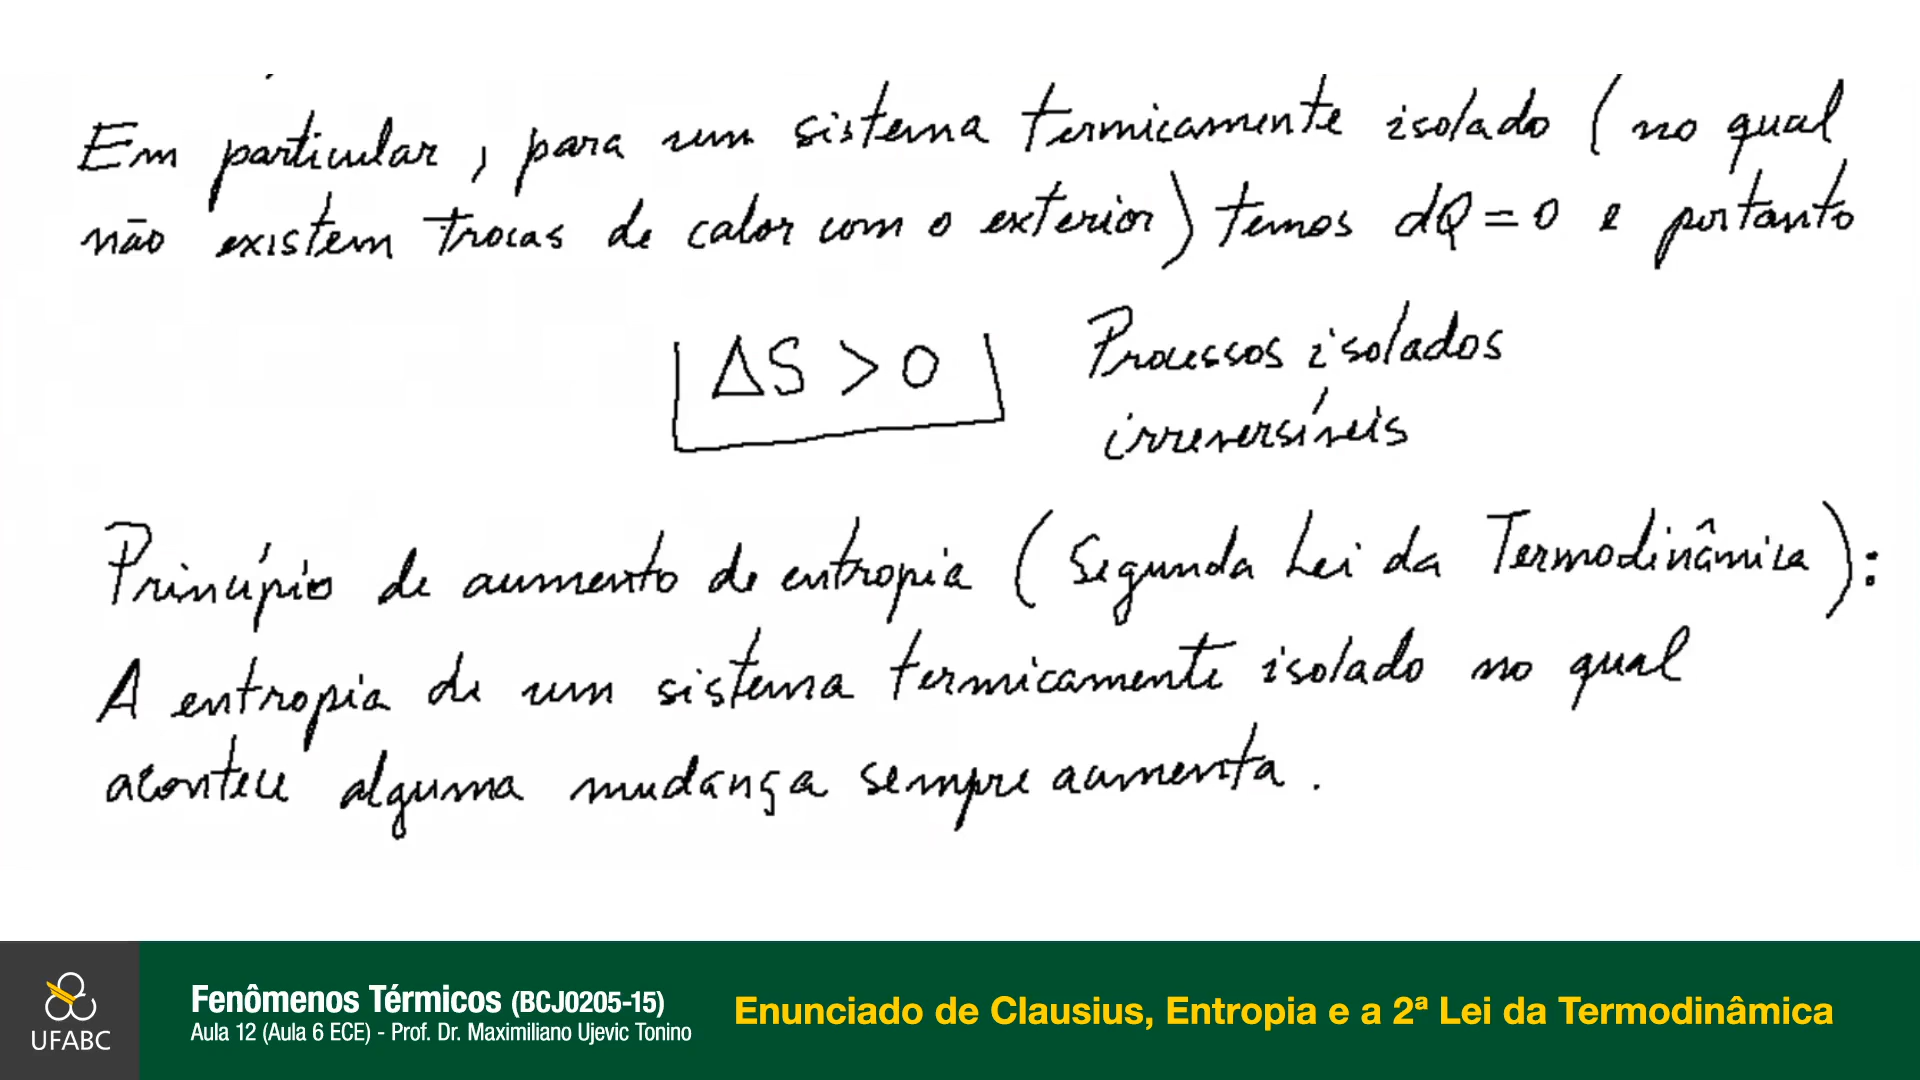 Em particular, para um sistema termicamente isolado (no qual
não existem trocas de calor com o exterior) temos dQ = 0 e portanto
ΔS > 0
Processos isolados
irreversíveis
Princípio de aumento de entropia (Segunda Lei da Termodinâmica):
A entropia de um sistema termicamente isolado no qual
acontece alguma mudança sempre aumenta.
UFABC
Fenômenos Térmicos (BCJ0205-15)
Aula 12 (Aula 6 ECE) - Prof. Dr. Maximiliano Ujevic Tonino
Enunciado de Clausius, Entropia e a 2ª Lei da Termodinâmica